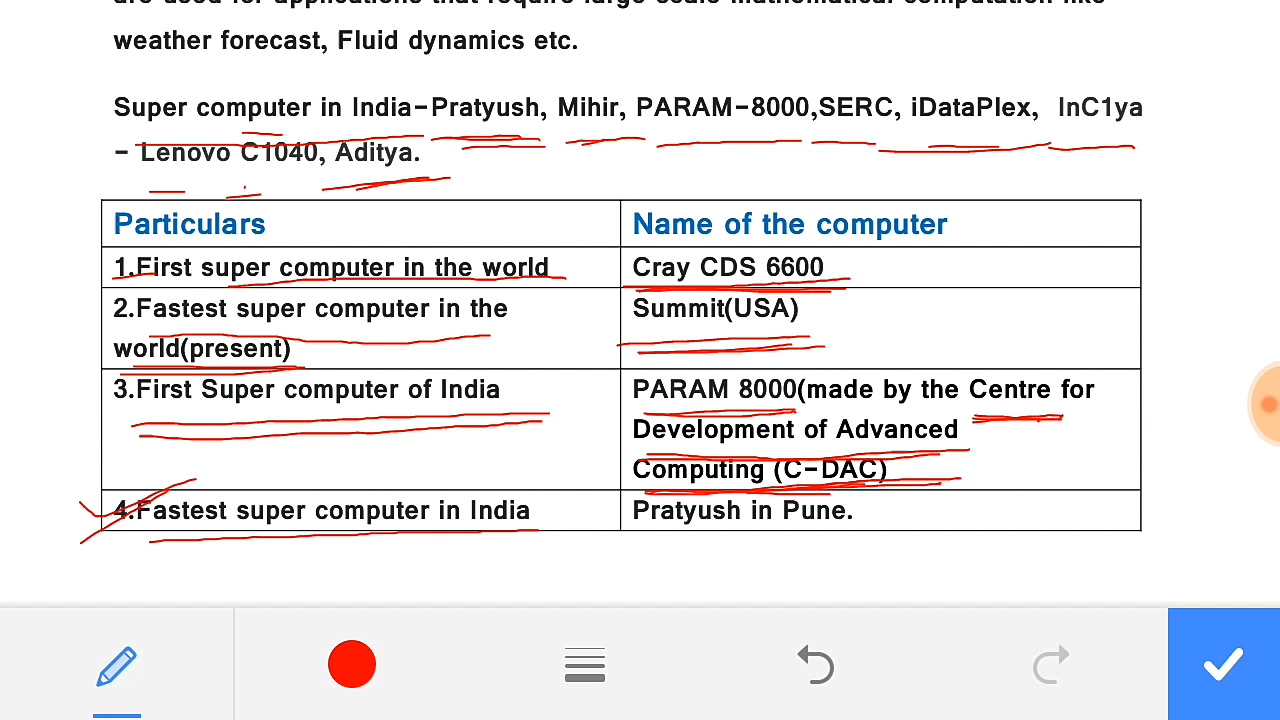 weather forecast, Fluid dynamics etc.
Super computer in India-Pratyush, Mihir, PARAM-8000,SERC, iDataPlex, InC1ya
- Lenovo C1040, Aditya.
Particulars Name of the computer
1.First super computer in the world Cray CDS 6600
2.Fastest super computer in the Summit(USA)
world(present)
3.First Super computer of India PARAM 8000(made by the Centre for
Development of Advanced
Computing (C-DAC)
4.Fastest super computer in India Pratyush in Pune.